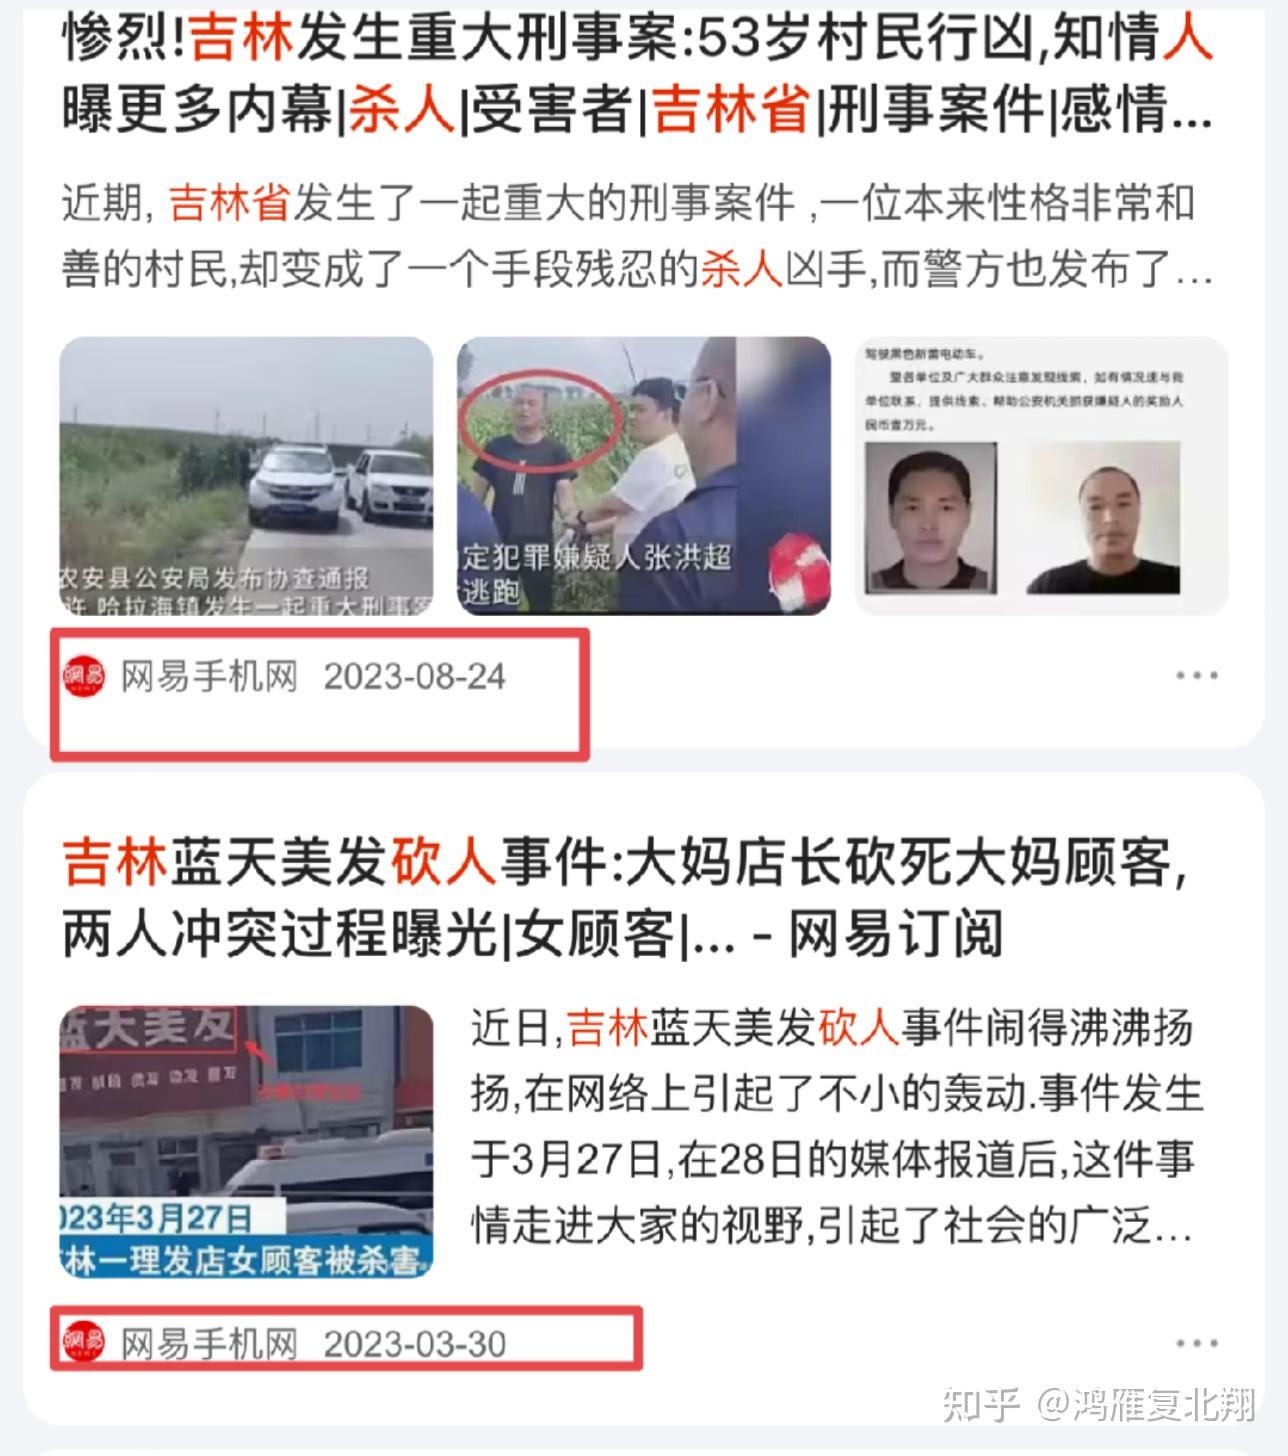 惨烈!吉林发生重大刑事案:53岁村民行凶,知情人
曝更多内幕|杀人|受害者|吉林省|刑事案件|感情...
近期, 吉林省发生了一起重大的刑事案件 ,一位本来性格非常和
善的村民,却变成了一个手段残忍的杀人凶手,而警方也发布了...
农安县公安局发布协查通报
许 哈拉海镇发生一起重大刑事案
定犯罪嫌疑人张洪超
逃跑
驾驶黑色新蕾电动车。
望各单位及广大群众注意发现线索，如有情况速与我
单位联系，提供线索、帮助公安机关抓获嫌疑人的奖励人
民币壹万元。
網易 网易手机网 2023-08-24
吉林蓝天美发砍人事件:大妈店长砍死大妈顾客,
两人冲突过程曝光|女顾客|... - 网易订阅
蓝天美发
023年3月27日
林一理发店女顾客被杀害
近日,吉林蓝天美发砍人事件闹得沸沸扬
扬,在网络上引起了不小的轰动.事件发生
于3月27日,在28日的媒体报道后,这件事
情走进大家的视野,引起了社会的广泛...
網易 网易手机网 2023-03-30
知乎 @鸿雁复北翔